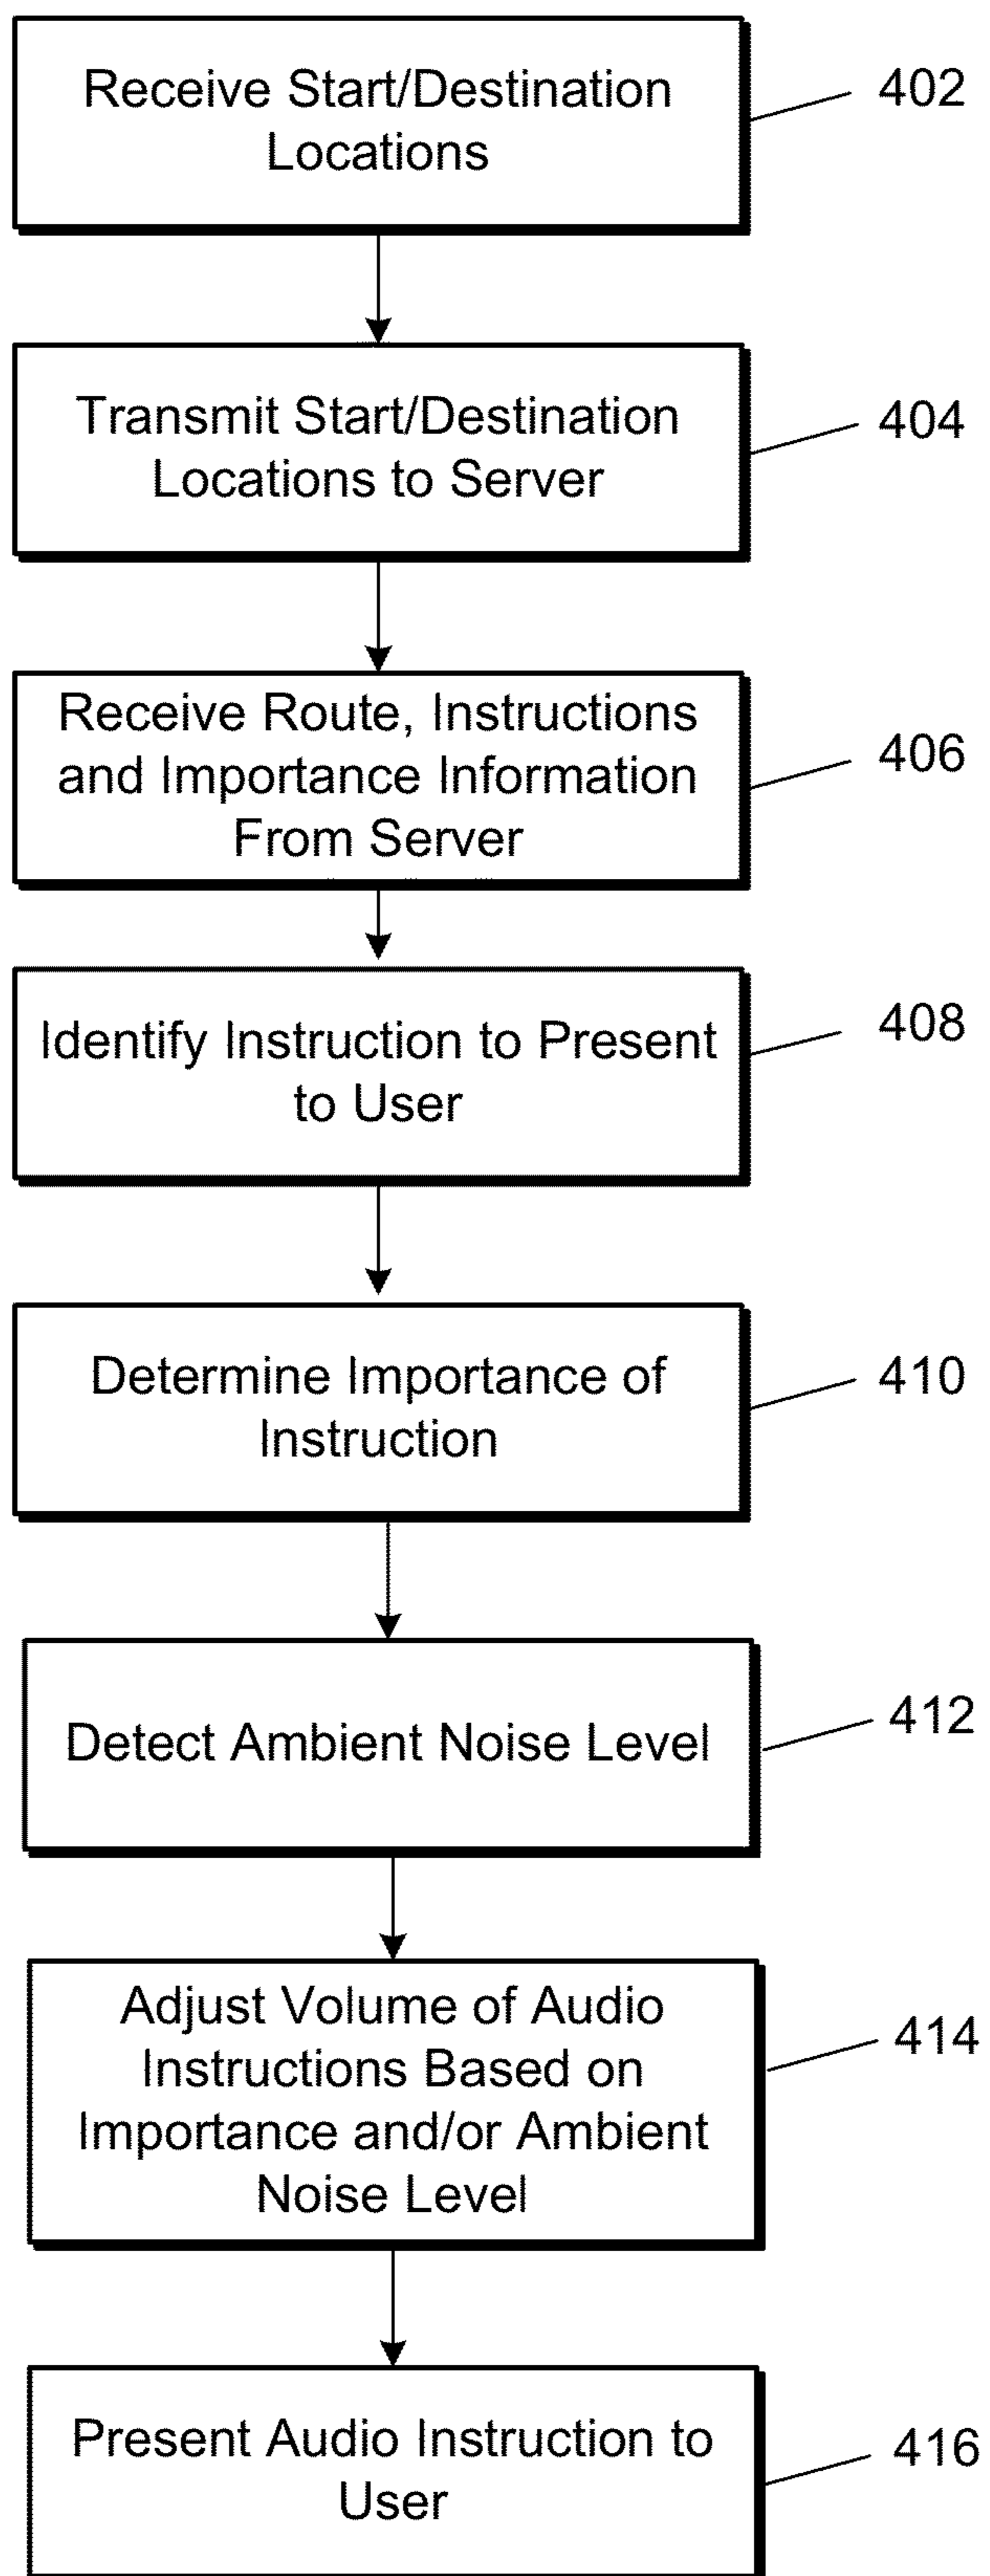 Receive Start/Destination
Locations
402
Transmit Start/Destination
Locations to Server
404
Receive Route, Instructions
and Importance Information
From Server
406
Identify Instruction to Present
to User
408
Determine Importance of
Instruction
410
Detect Ambient Noise Level
412
Adjust Volume of Audio
Instructions Based on
Importance and/or Ambient
Noise Level
414
Present Audio Instruction to
User
416